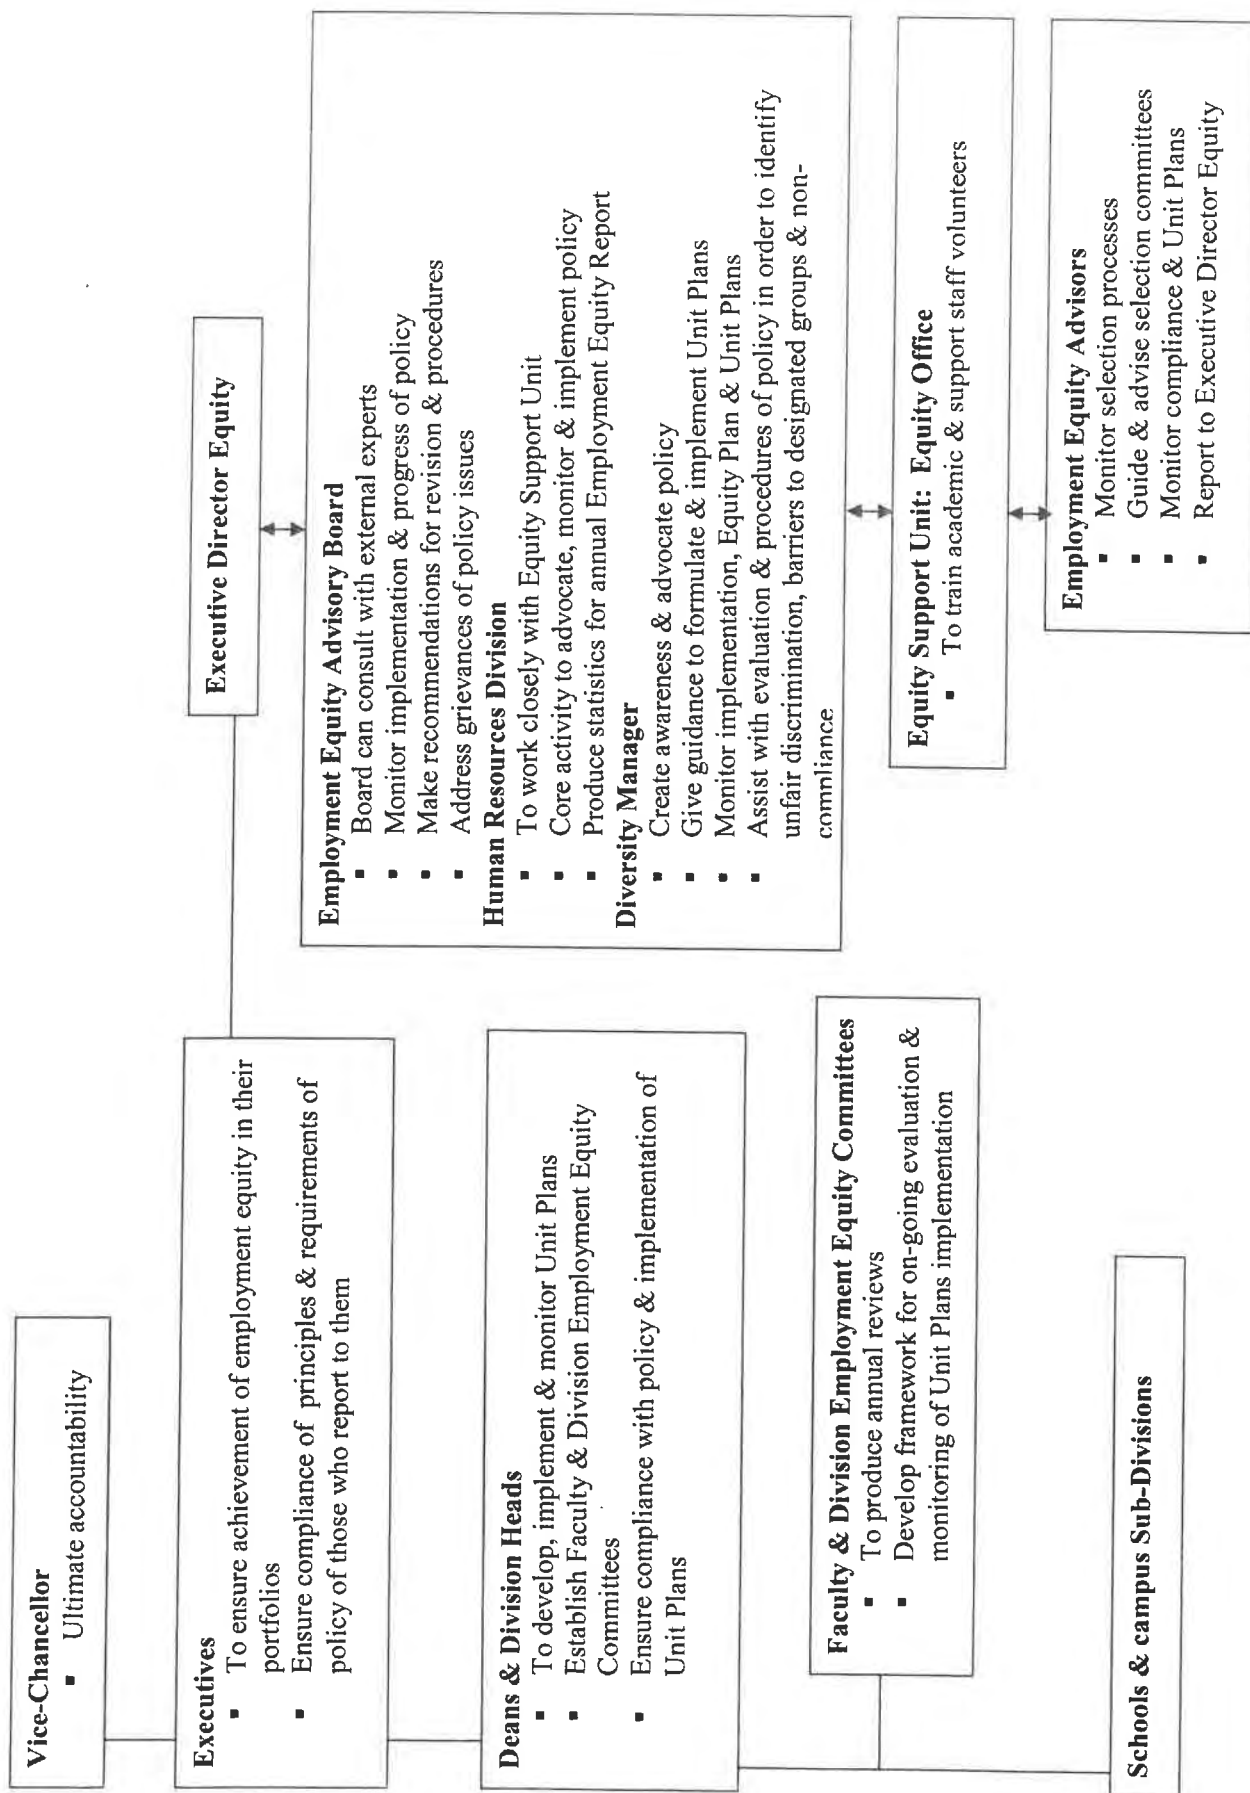 Vice-Chancellor
▪ Ultimate accountability
Executives
▪ To ensure achievement of employment equity in their
portfolios
▪ Ensure compliance of principles & requirements of
policy of those who report to them
Deans & Division Heads
▪ To develop, implement & monitor Unit Plans
▪ Establish Faculty & Division Employment Equity
Committees
▪ Ensure compliance with policy & implementation of
Unit Plans
Faculty & Division Employment Equity Committees
▪ To produce annual reviews
▪ Develop framework for on-going evaluation &
monitoring of Unit Plans implementation
Schools & campus Sub-Divisions
Executive Director Equity
Employment Equity Advisory Board
▪ Board can consult with external experts
▪ Monitor implementation & progress of policy
▪ Make recommendations for revision & procedures
▪ Address grievances of policy issues
Human Resources Division
▪ To work closely with Equity Support Unit
▪ Core activity to advocate, monitor & implement policy
▪ Produce statistics for annual Employment Equity Report
Diversity Manager
▪ Create awareness & advocate policy
▪ Give guidance to formulate & implement Unit Plans
▪ Monitor implementation, Equity Plan & Unit Plans
▪ Assist with evaluation & procedures of policy in order to identify
unfair discrimination, barriers to designated groups & non-
compliance
Equity Support Unit: Equity Office
▪ To train academic & support staff volunteers
Employment Equity Advisors
▪ Monitor selection processes
▪ Guide & advise selection committees
▪ Monitor compliance & Unit Plans
▪ Report to Executive Director Equity